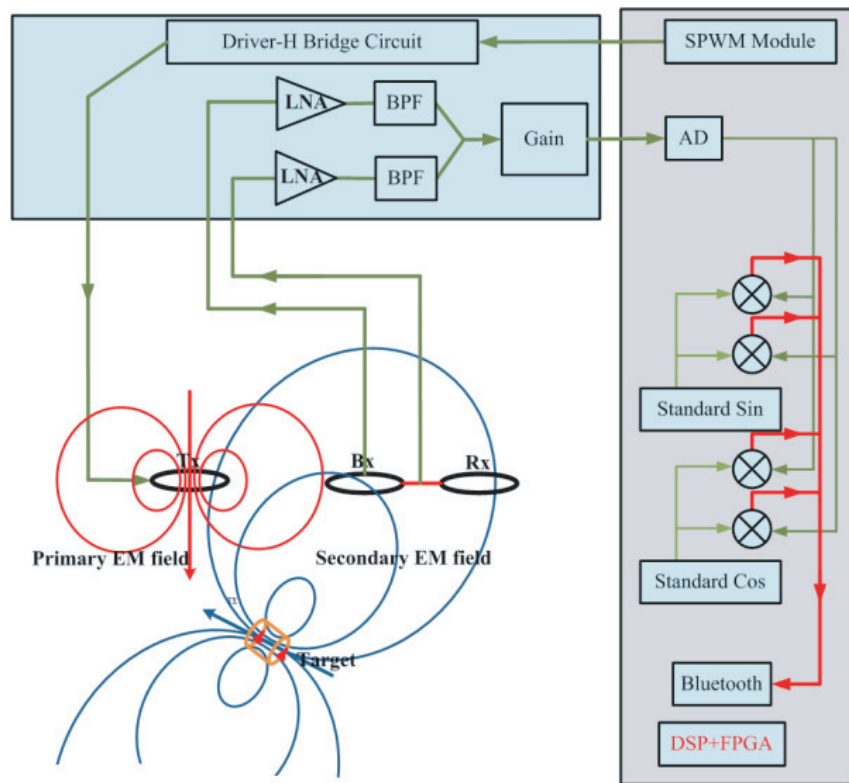 Driver-H Bridge Circuit
SPWM Module
LNA
BPF
Gain
AD
LNA
BPF
Standard Sin
Tx
Bx
Rx
Primary EM field
Secondary EM field
Standard Cos
Target
Bluetooth
DSP+FPGA